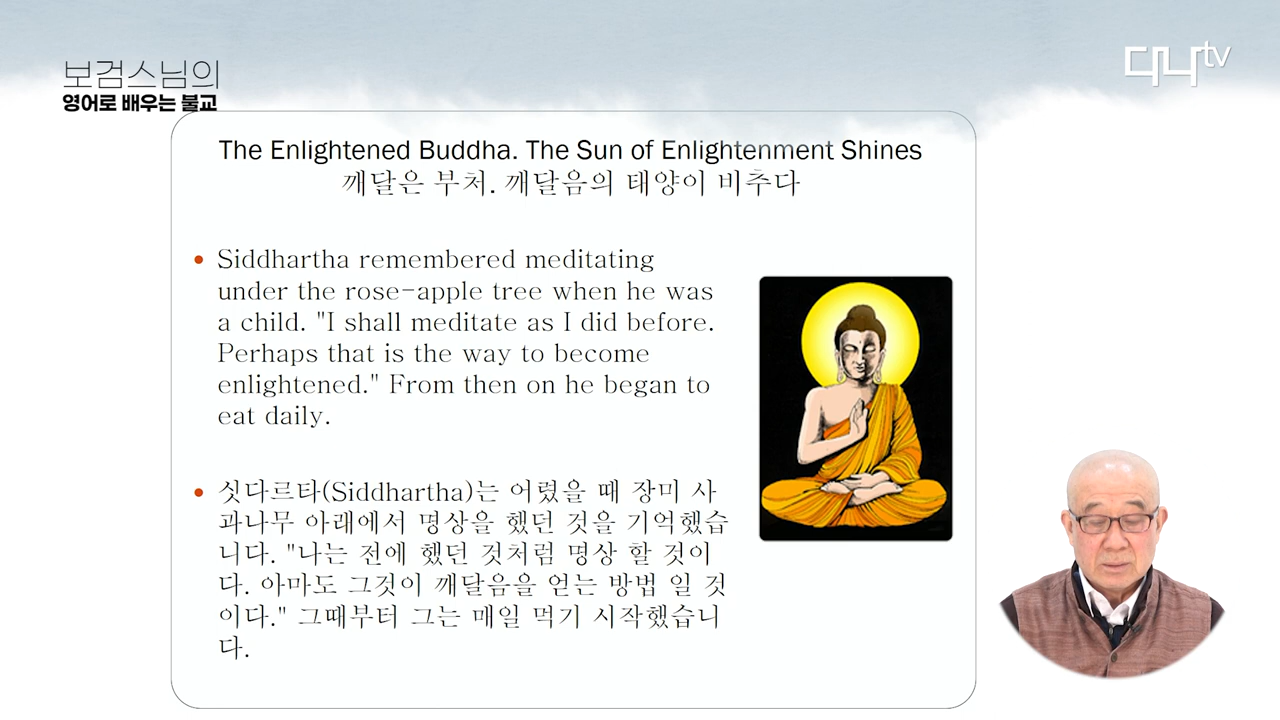 보검스님의
영어로 배우는 불교
디나tv
The Enlightened Buddha. The Sun of Enlightenment Shines
깨달은 부처. 깨달음의 태양이 비추다
• Siddhartha remembered meditating
under the rose-apple tree when he was
a child. "I shall meditate as I did before.
Perhaps that is the way to become
enlightened." From then on he began to
eat daily.
• 싯다르타(Siddhartha)는 어렸을 때 장미 사
과나무 아래에서 명상을 했던 것을 기억했습
니다. "나는 전에 했던 것처럼 명상 할 것이
다. 아마도 그것이 깨달음을 얻는 방법 일 것
이다." 그때부터 그는 매일 먹기 시작했습니
다.